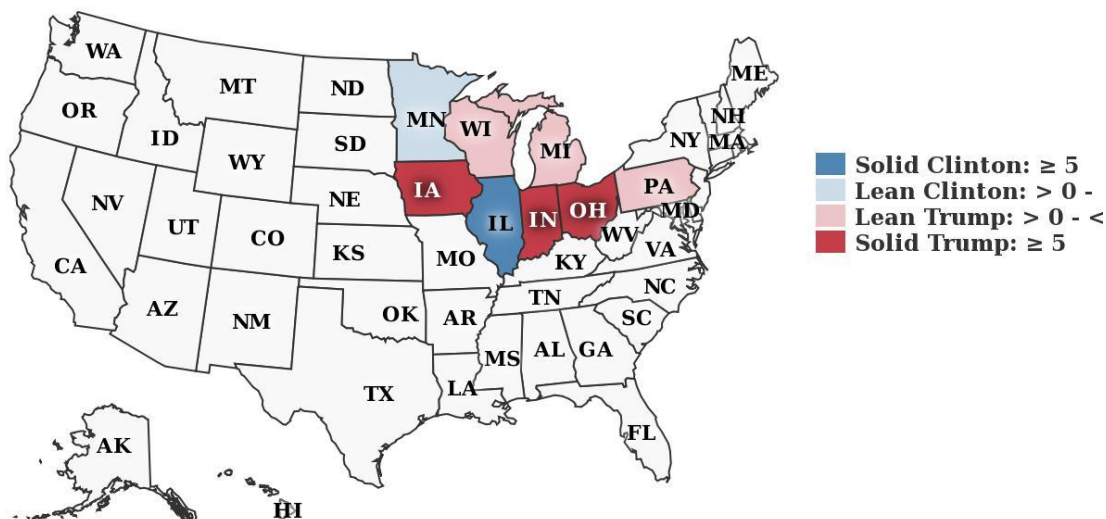 WA
MT
ND
ME
OR
ID
SD
MN
WI
MI
NY
NH
MA
WY
IA
NE
PA
NV
UT
CO
IL
IN
OH
MD
WV
VA
KS
MO
KY
CA
AZ
NM
OK
AR
TN
NC
SC
MS
AL
GA
TX
LA
FL
AK
HI
Solid Clinton: ≥ 5
Lean Clinton: > 0 -
Lean Trump: > 0 - <
Solid Trump: ≥ 5